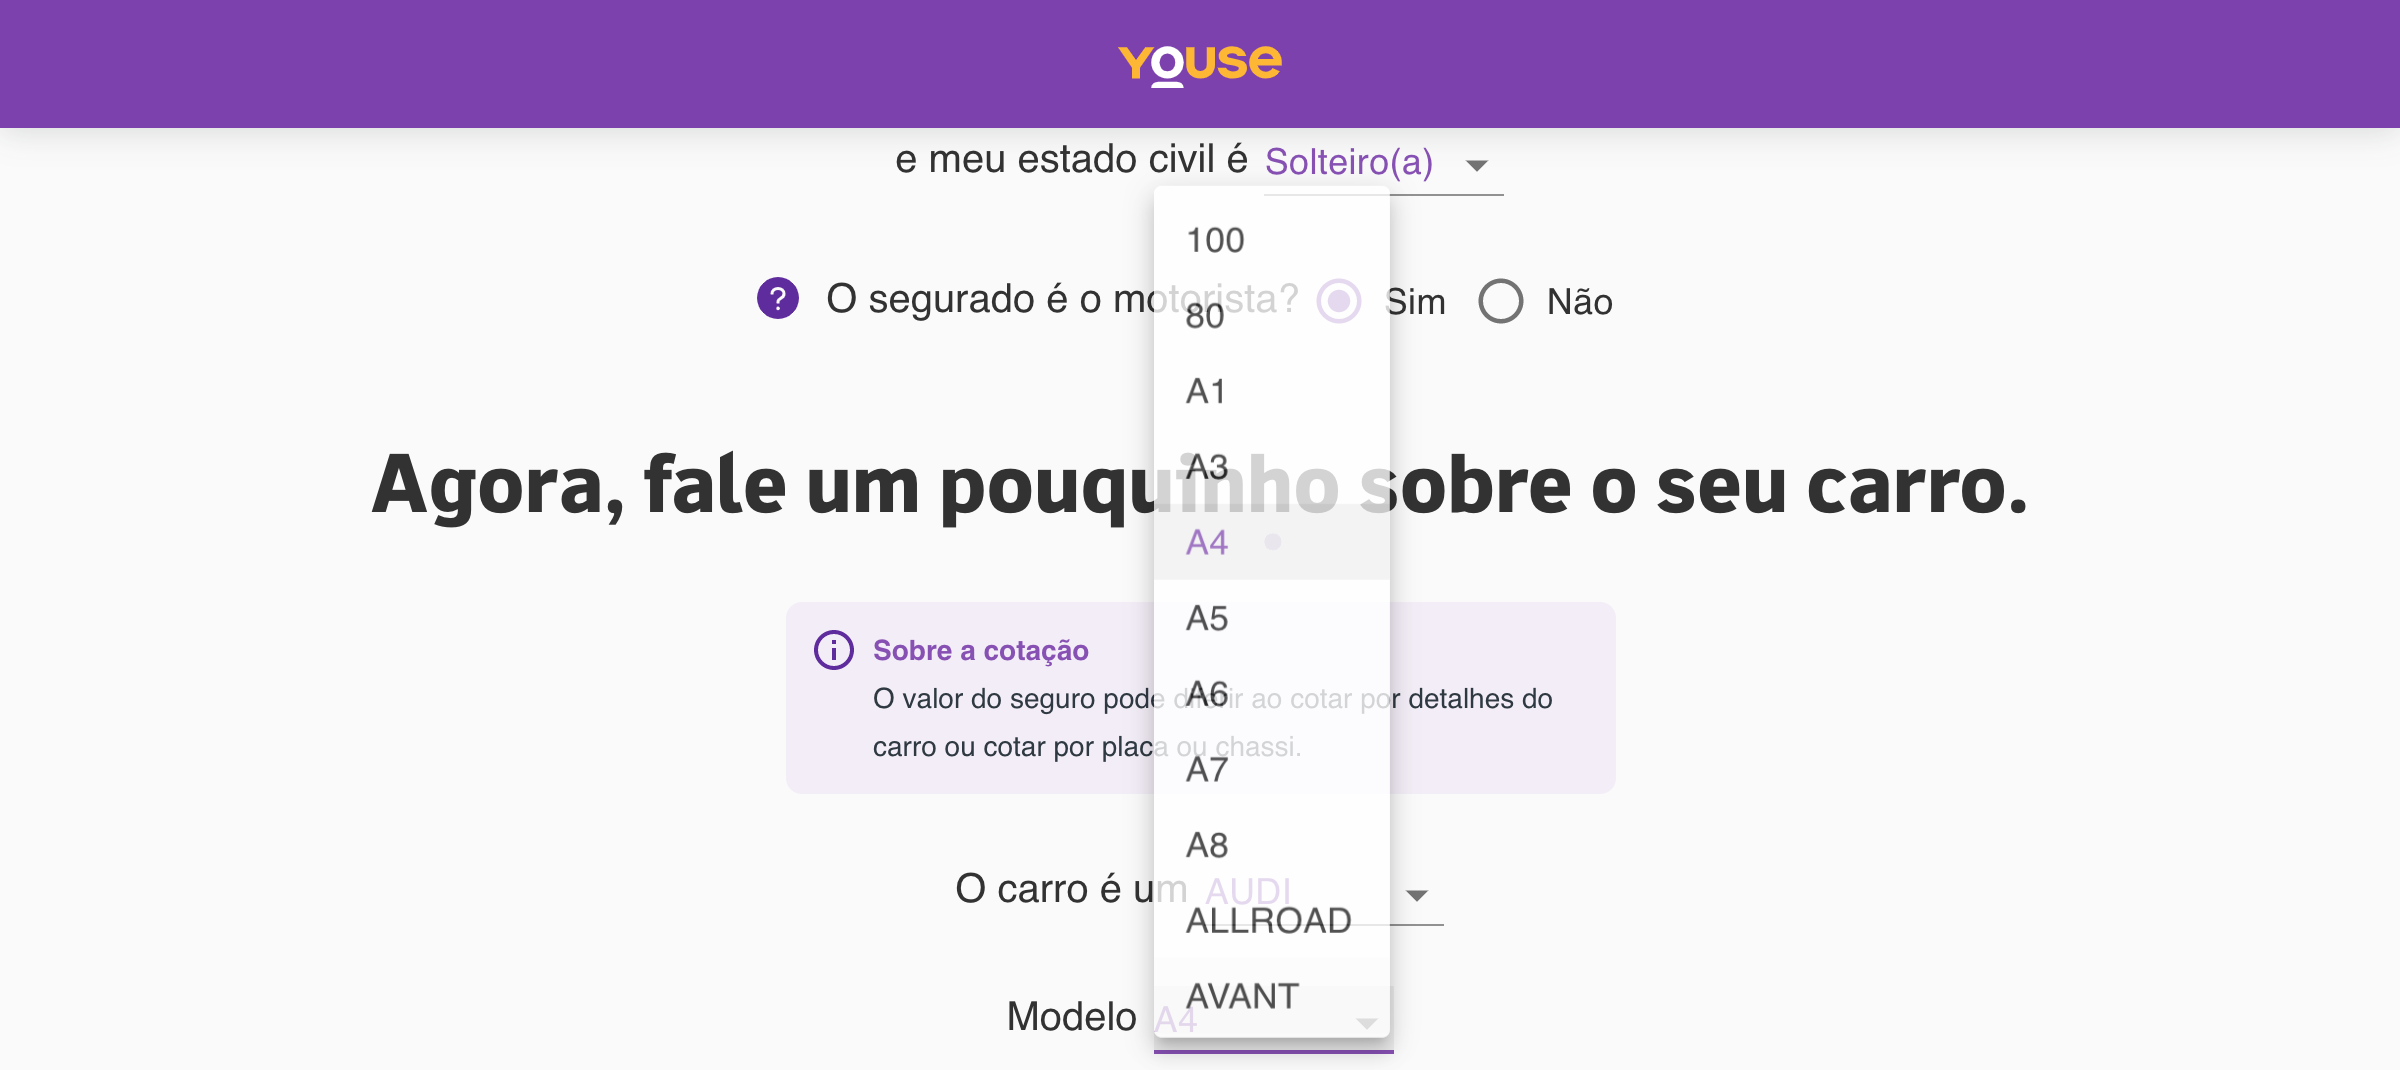 YOUSE
e meu estado civil é Solteiro(a)
? O segurado é o motorista? Sim Não
Agora, fale um pouquinho sobre o seu carro.
Sobre a cotação
O valor do seguro pode diferir ao cotar por detalhes do
carro ou cotar por placa ou chassi.
O carro é um AUDI
Modelo A4
100
80
A1
A3
A4
A5
A6
A7
A8
ALLROAD
AVANT